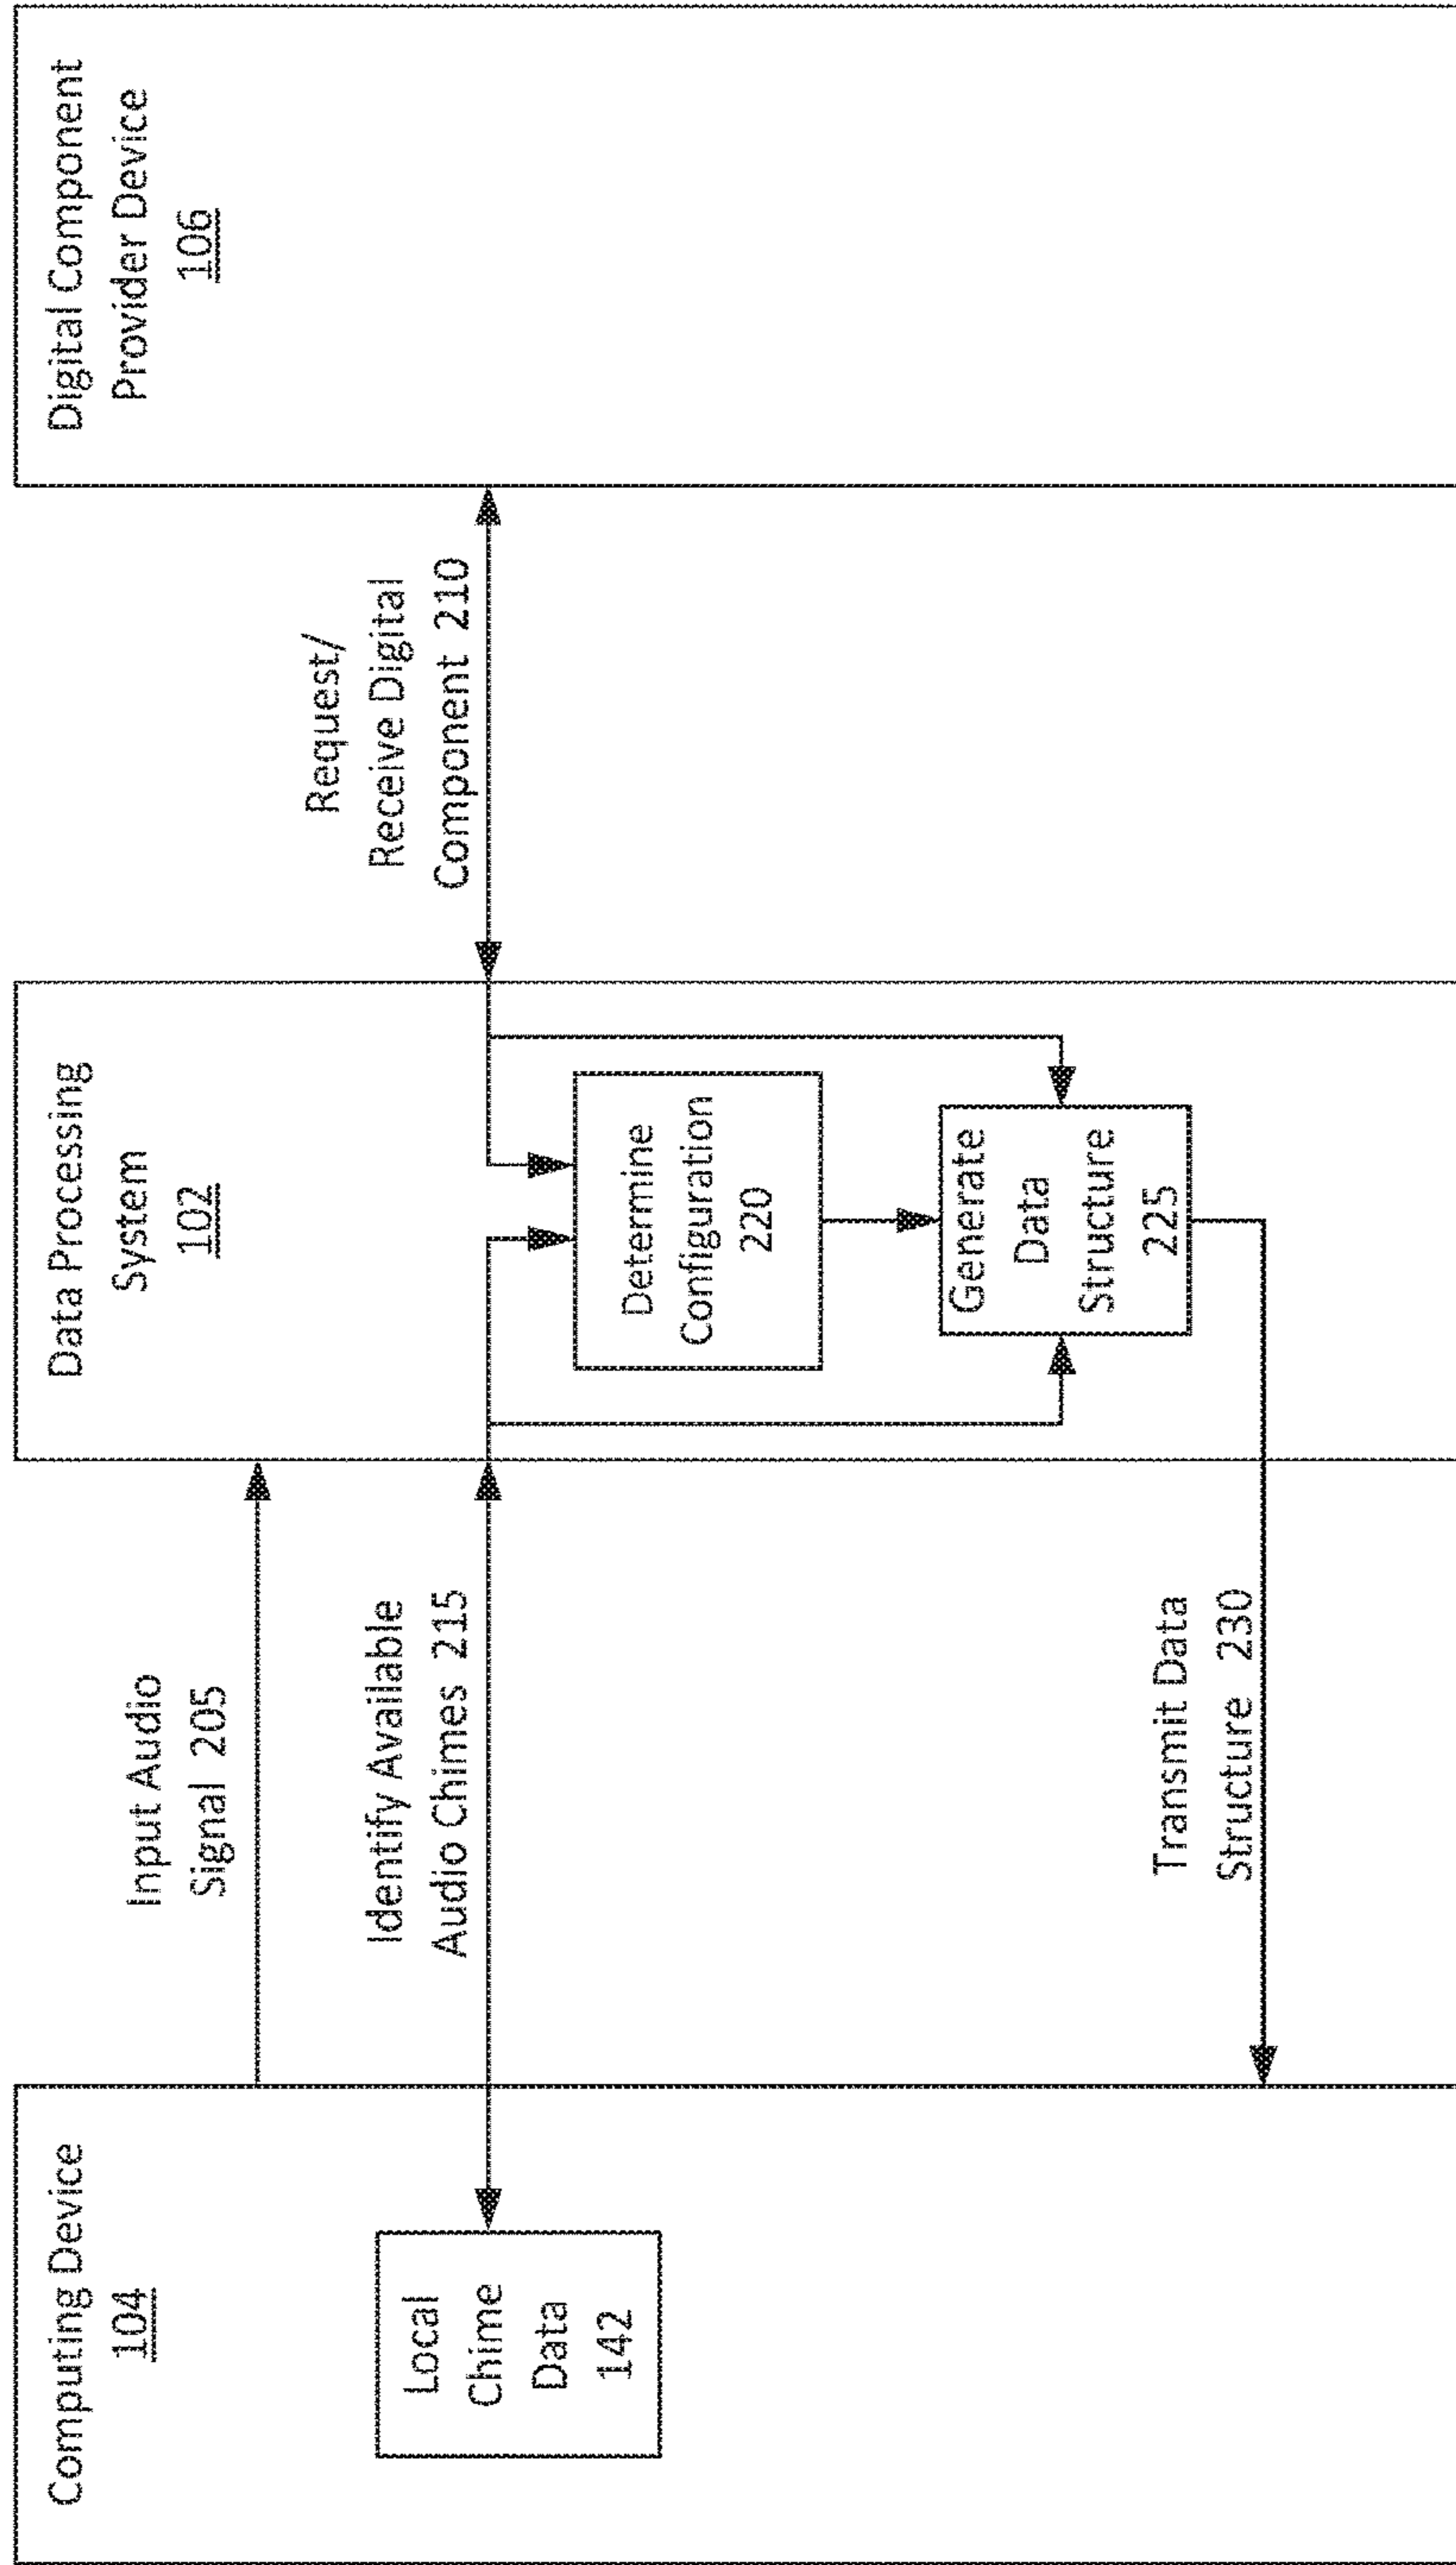 Computing Device
104
Local
Chime
Data
142
Input Audio
Signal 205
Identify Available
Audio Chimes 215
Transmit Data
Structure 230
Data Processing
System
102
Determine
Configuration
220
Generate
Data
Structure
225
Request/
Receive Digital
Component 210
Digital Component
Provider Device
106